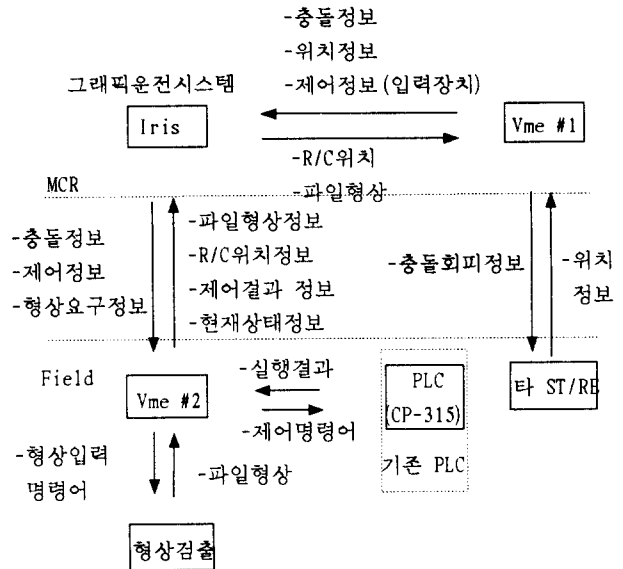 -충돌정보
-위치정보
그래픽운전시스템
-제어정보(입력장치)
Iris
Vme #1
-R/C위치
-파일형상
MCR
-충돌정보
-제어정보
-형상요구정보
-파일형상정보
-R/C위치정보
-제어결과 정보
-현재상태정보
-충돌회피정보
-위치
정보
Field
Vme #2
-실행결과
-제어명령어
PLC
(CP-315)
기존 PLC
타 ST/RE
-형상입력
명령어
-파일형상
형상검출